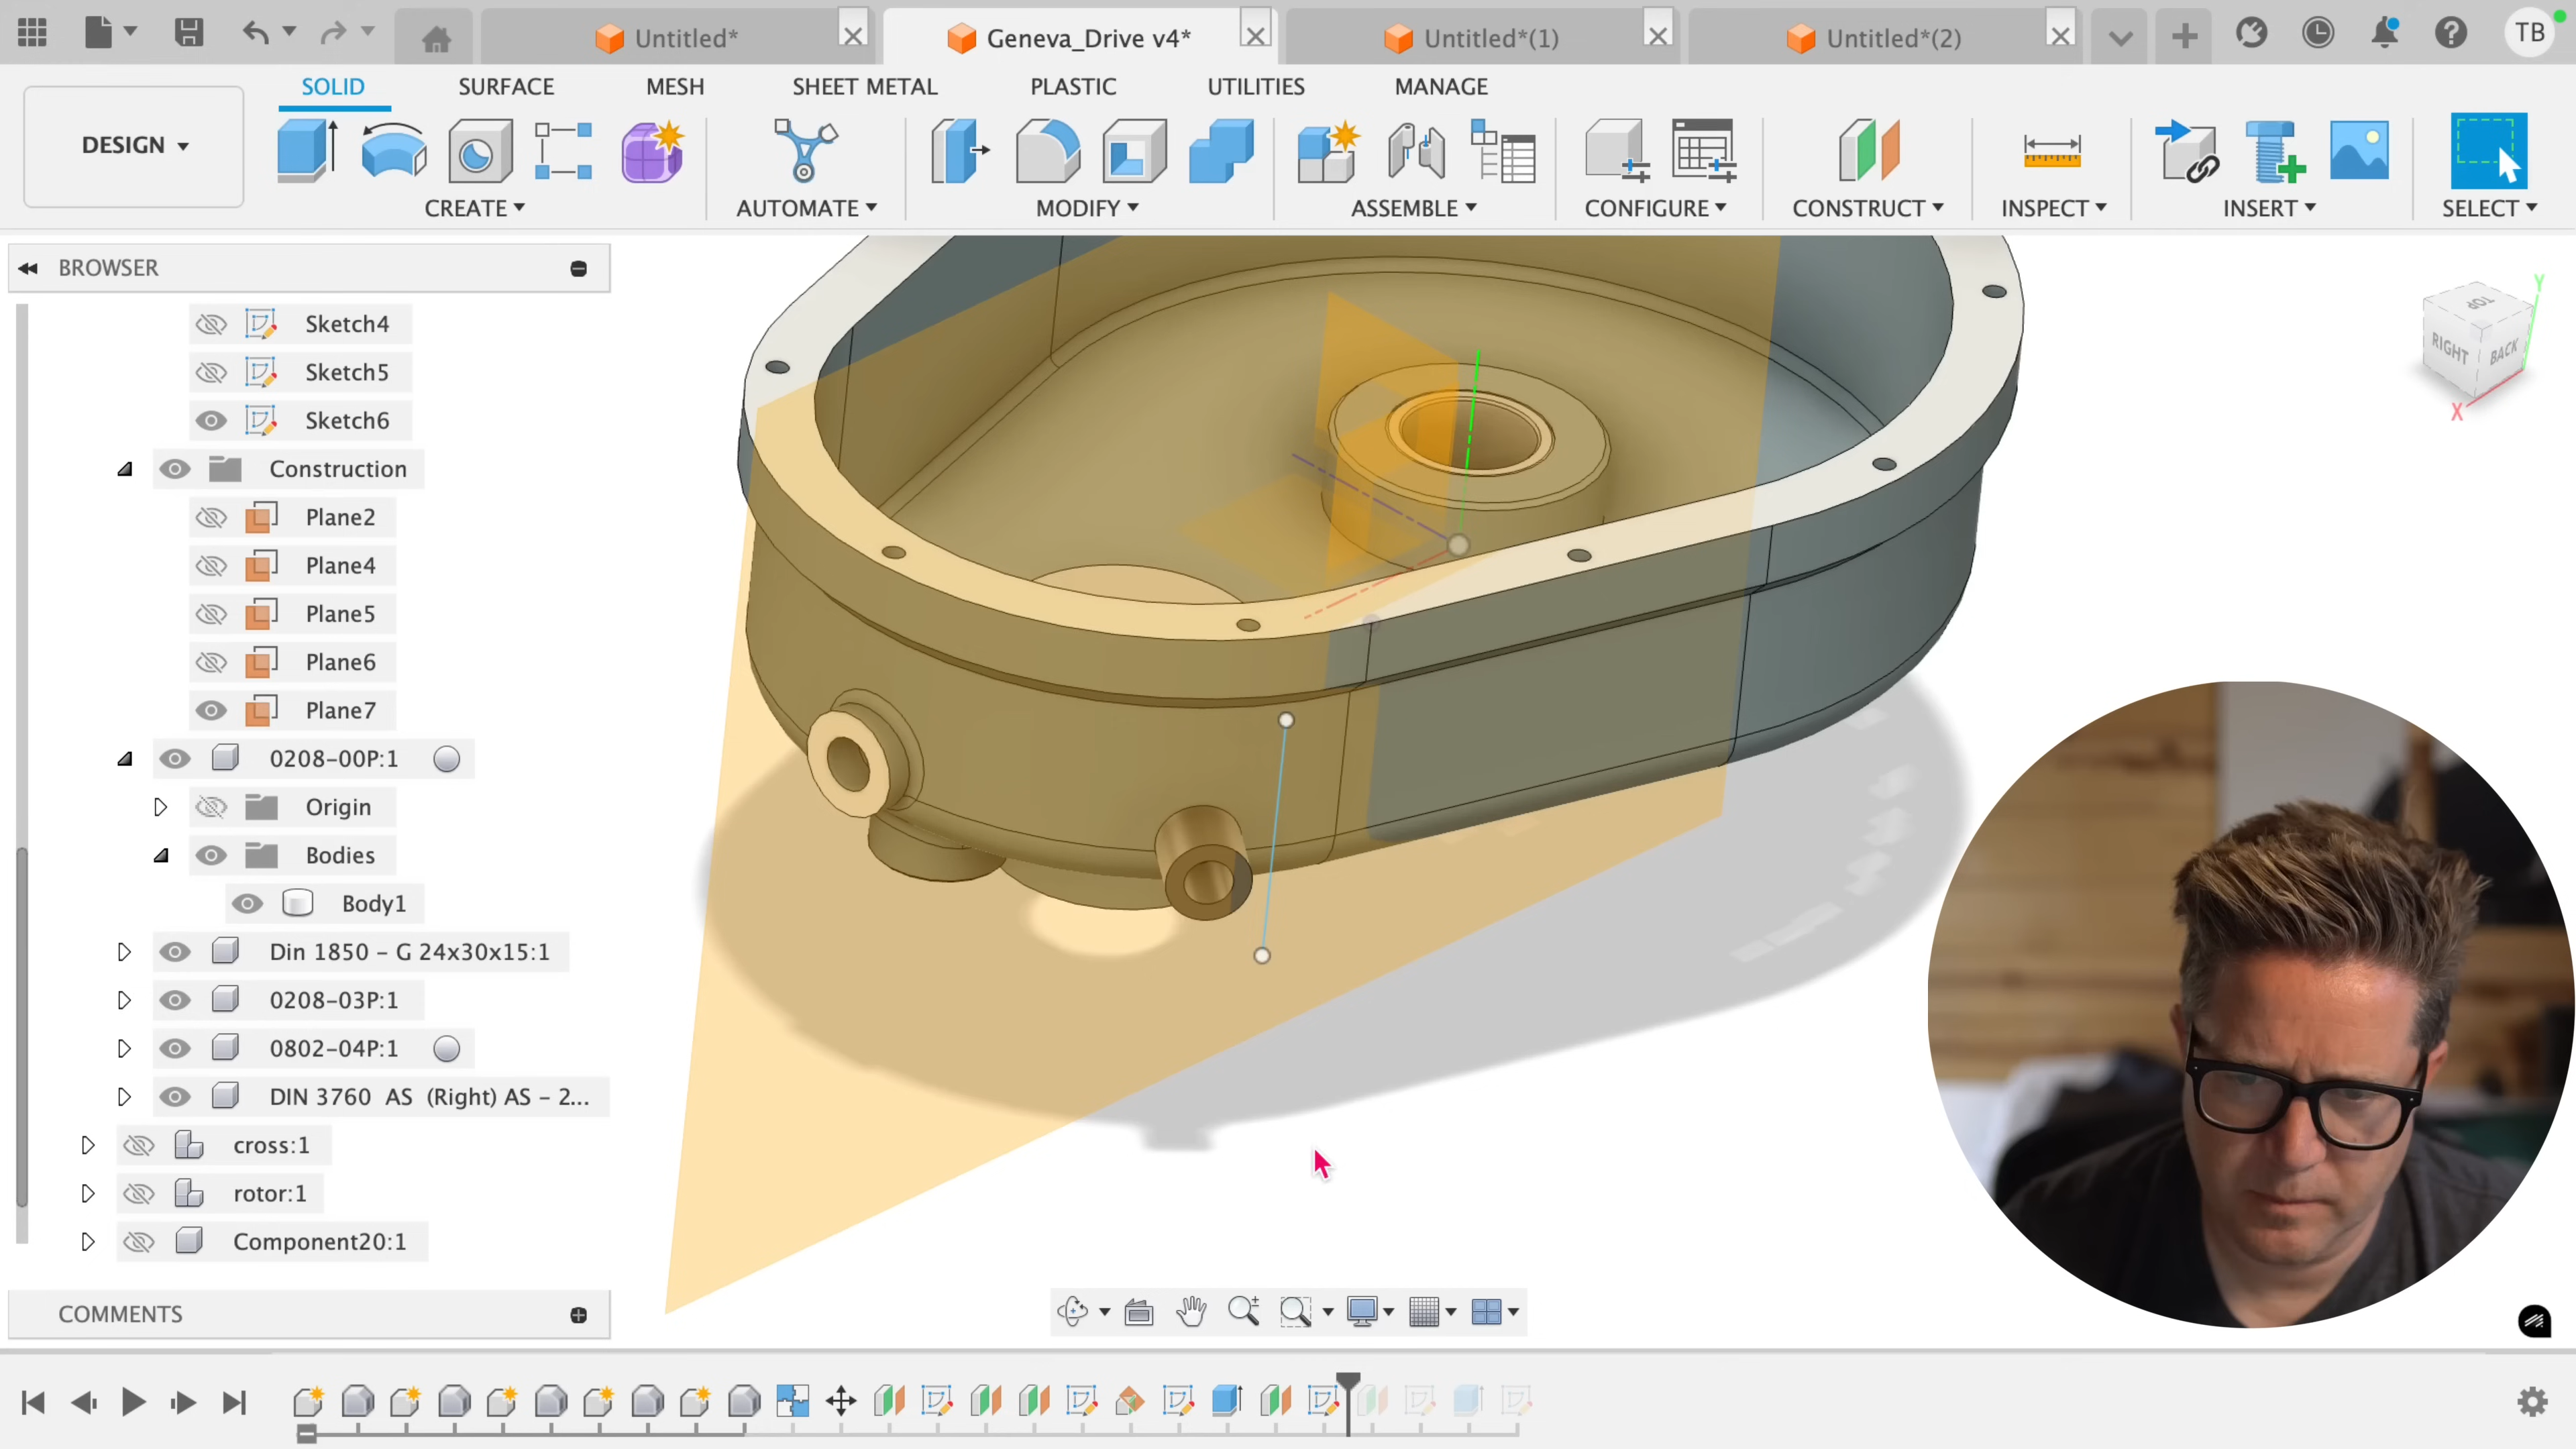 Untitled*
Geneva_Drive v4*
Untitled*(1)
Untitled*(2)
TB
DESIGN
SOLID
SURFACE
MESH
SHEET METAL
PLASTIC
UTILITIES
MANAGE
CREATE
AUTOMATE
MODIFY
ASSEMBLE
CONFIGURE
CONSTRUCT
INSPECT
INSERT
SELECT
BROWSER
Sketch4
Sketch5
Sketch6
Construction
Plane2
Plane4
Plane5
Plane6
Plane7
0208-00P:1
Origin
Bodies
Body1
Din 1850 - G 24x30x15:1
0208-03P:1
0802-04P:1
DIN 3760 AS (Right) AS - 2...
cross:1
rotor:1
Component20:1
COMMENTS
Y
TOP
RIGHT
BACK
X